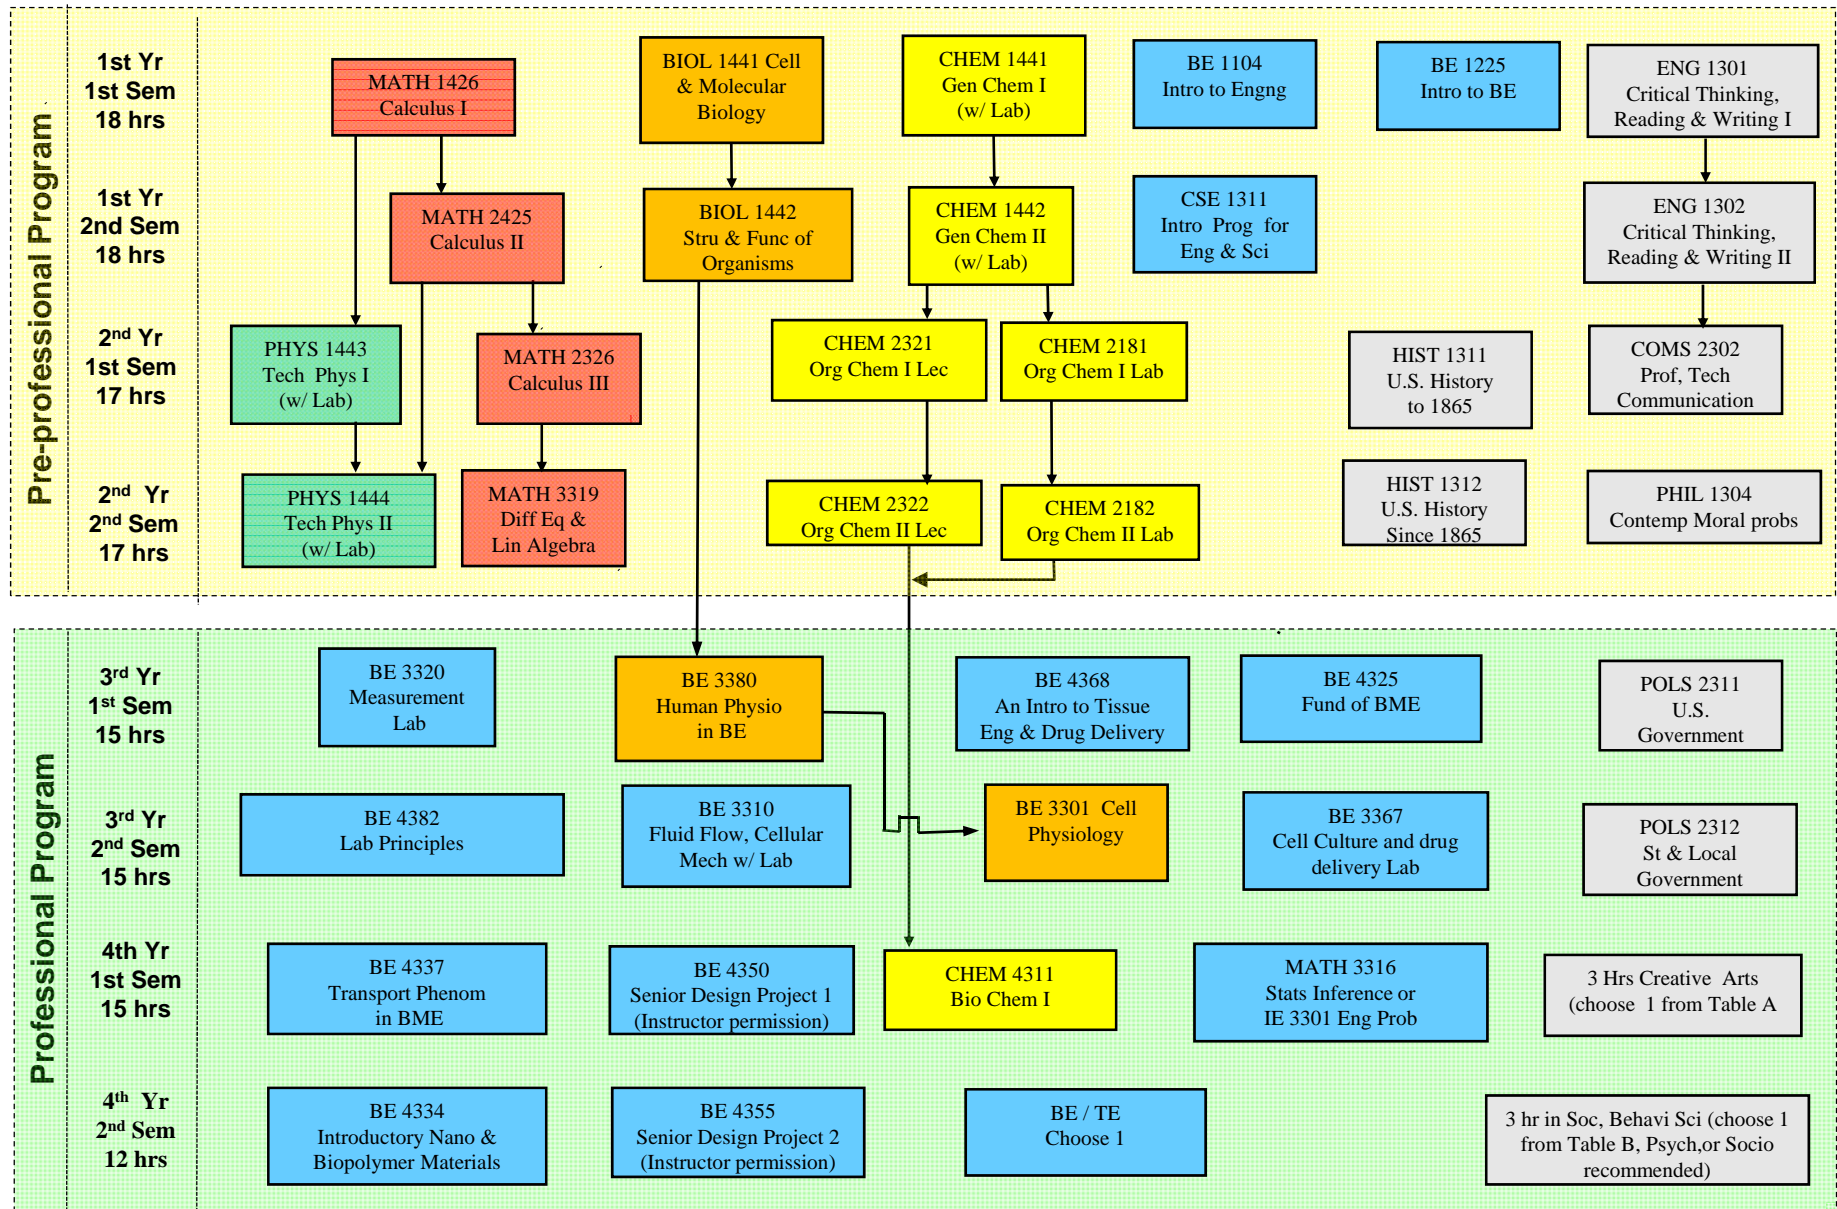 Pre-professional Program
1st Yr
1st Sem
18 hrs
MATH 1426
Calculus I
BIOL 1441 Cell
& Molecular
Biology
CHEM 1441
Gen Chem I
(w/ Lab)
BE 1104
Intro to Engng
BE 1225
Intro to BE
ENG 1301
Critical Thinking,
Reading & Writing I
1st Yr
2nd Sem
18 hrs
MATH 2425
Calculus II
BIOL 1442
Stru & Func of
Organisms
CHEM 1442
Gen Chem II
(w/ Lab)
CSE 1311
Intro Prog for
Eng & Sci
ENG 1302
Critical Thinking,
Reading & Writing II
2nd Yr
1st Sem
17 hrs
PHYS 1443
Tech Phys I
(w/ Lab)
MATH 2326
Calculus III
CHEM 2321
Org Chem I Lec
CHEM 2181
Org Chem I Lab
HIST 1311
U.S. History
to 1865
COMS 2302
Prof, Tech
Communication
2nd Yr
2nd Sem
17 hrs
PHYS 1444
Tech Phys II
(w/ Lab)
MATH 3319
Diff Eq &
Lin Algebra
CHEM 2322
Org Chem II Lec
CHEM 2182
Org Chem II Lab
HIST 1312
U.S. History
Since 1865
PHIL 1304
Contemp Moral probs
Professional Program
3rd Yr
1st Sem
15 hrs
BE 3320
Measurement
Lab
BE 3380
Human Physio
in BE
BE 4368
An Intro to Tissue
Eng & Drug Delivery
BE 4325
Fund of BME
POLS 2311
U.S.
Government
3rd Yr
2nd Sem
15 hrs
BE 4382
Lab Principles
BE 3310
Fluid Flow, Cellular
Mech w/ Lab
BE 3301 Cell
Physiology
BE 3367
Cell Culture and drug
delivery Lab
POLS 2312
St & Local
Government
4th Yr
1st Sem
15 hrs
BE 4337
Transport Phenom
in BME
BE 4350
Senior Design Project 1
(Instructor permission)
CHEM 4311
Bio Chem I
MATH 3316
Stats Inference or
IE 3301 Eng Prob
3 Hrs Creative Arts
(choose 1 from Table A
4th Yr
2nd Sem
12 hrs
BE 4334
Introductory Nano &
Biopolymer Materials
BE 4355
Senior Design Project 2
(Instructor permission)
BE / TE
Choose 1
3 hr in Soc, Behavi Sci (choose 1
from Table B, Psych,or Socio
recommended)